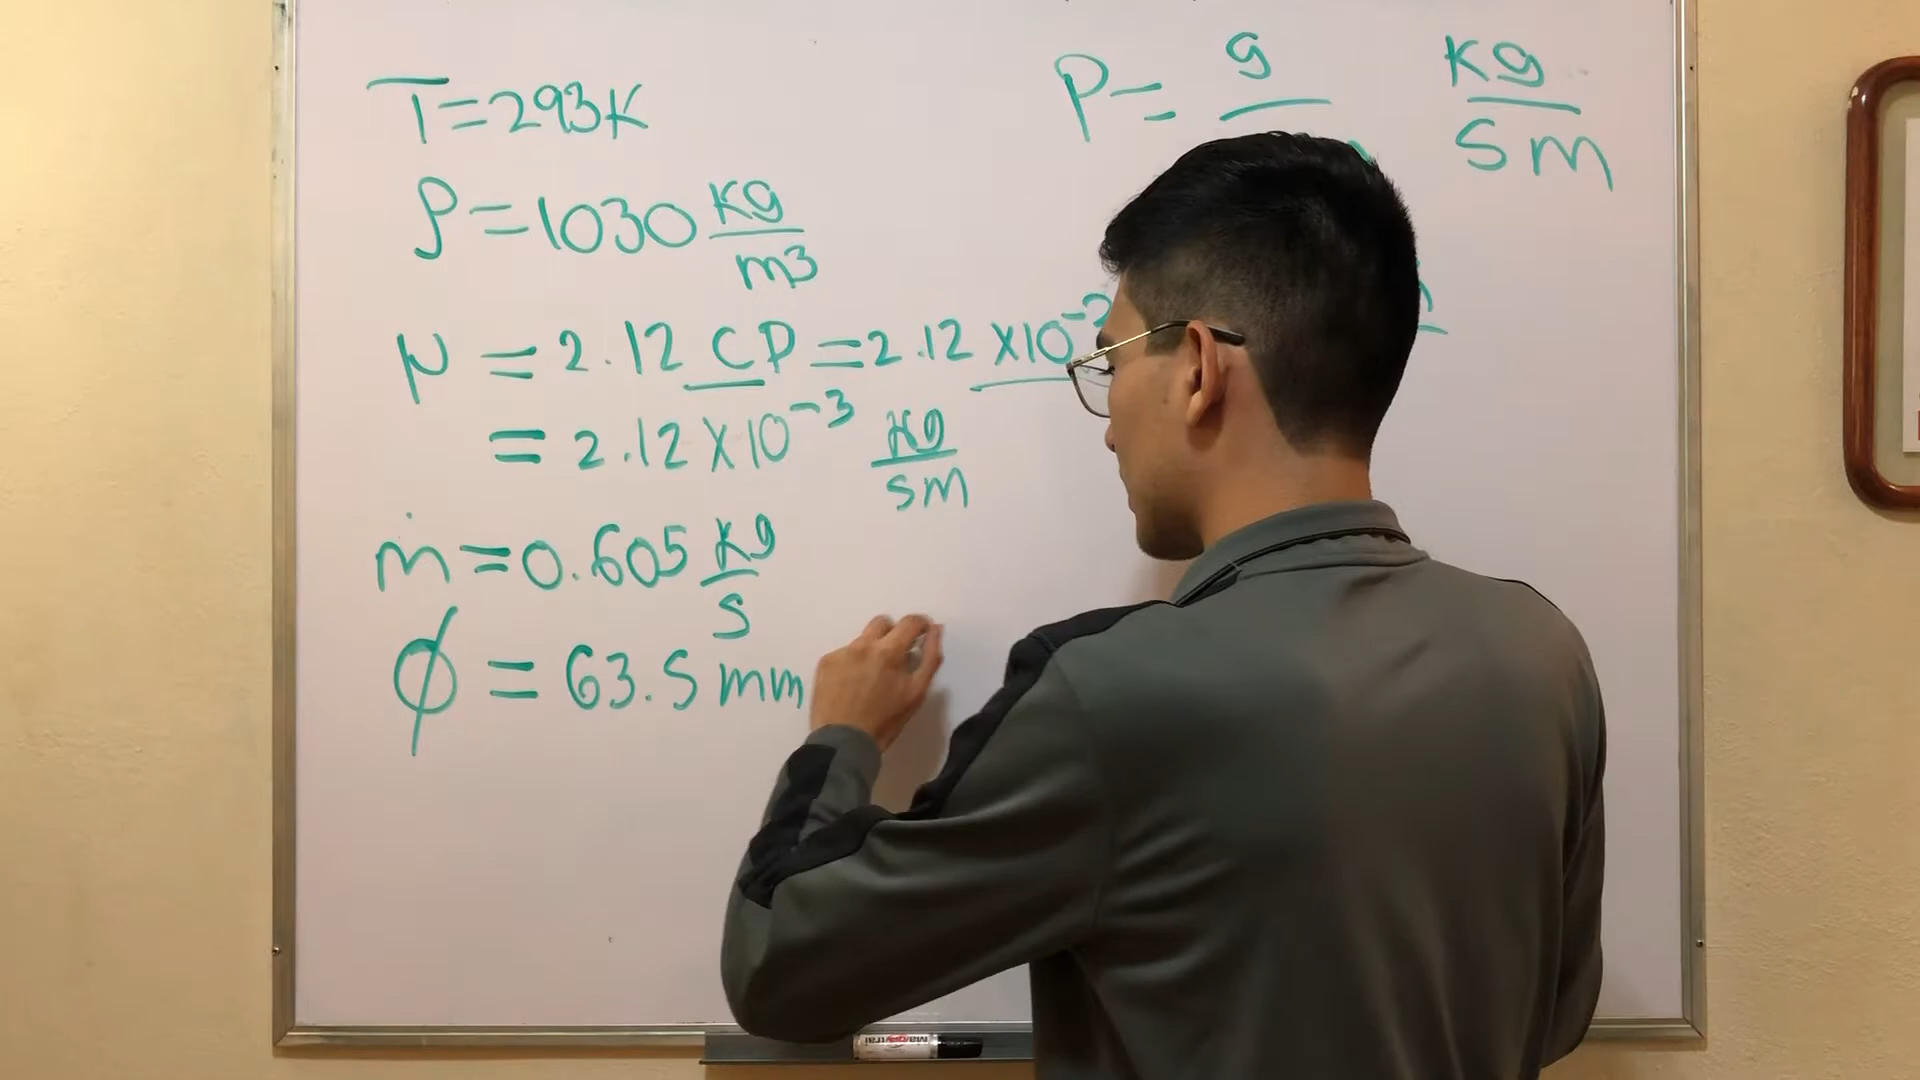 T=293K
P= g/ Kg/Sm
ρ=1030 Kg/m3
μ = 2.12 CP =2.12 X10
= 2.12 X10^-3 Kg/sm
ṁ=0.605 Kg/s
φ = 63.5 mm